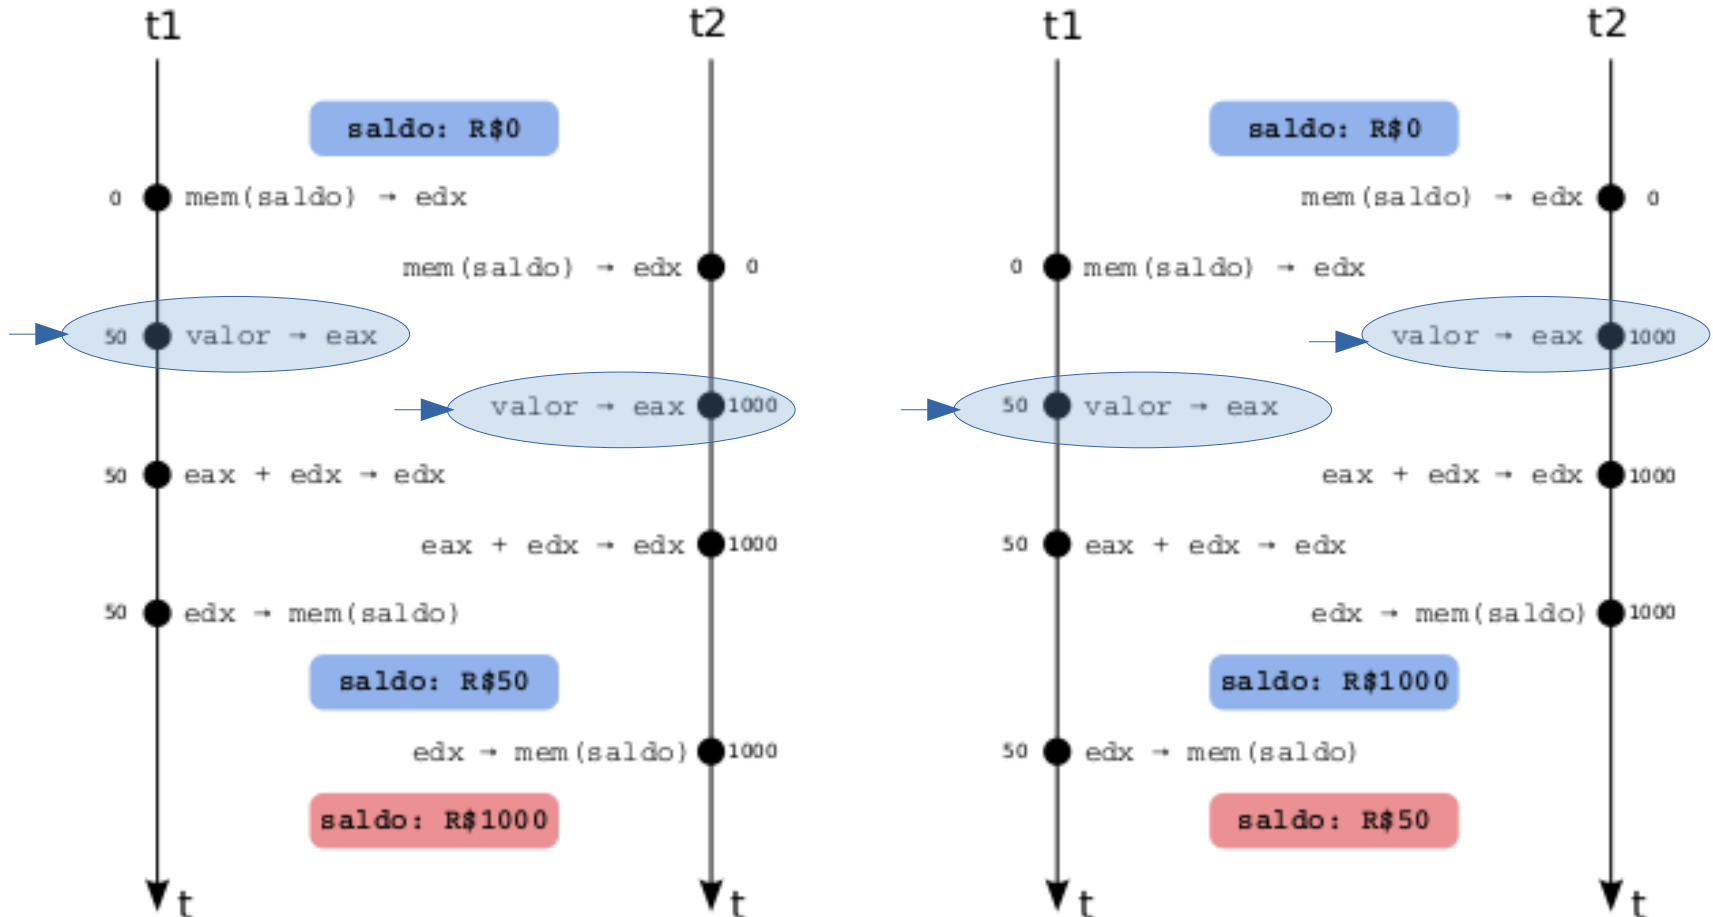 t1 t2
saldo: R$0
0 mem(saldo) → edx
mem(saldo) → edx 0
50 valor → eax
valor → eax 1000
50 eax + edx → edx
eax + edx → edx 1000
50 edx → mem(saldo)
saldo: R$50
edx → mem(saldo) 1000
saldo: R$1000
t t
t1 t2
saldo: R$0
mem(saldo) → edx 0
0 mem(saldo) → edx
valor → eax 1000
50 valor → eax
eax + edx → edx 1000
50 eax + edx → edx
edx → mem(saldo) 1000
saldo: R$1000
50 edx → mem(saldo)
saldo: R$50
t t